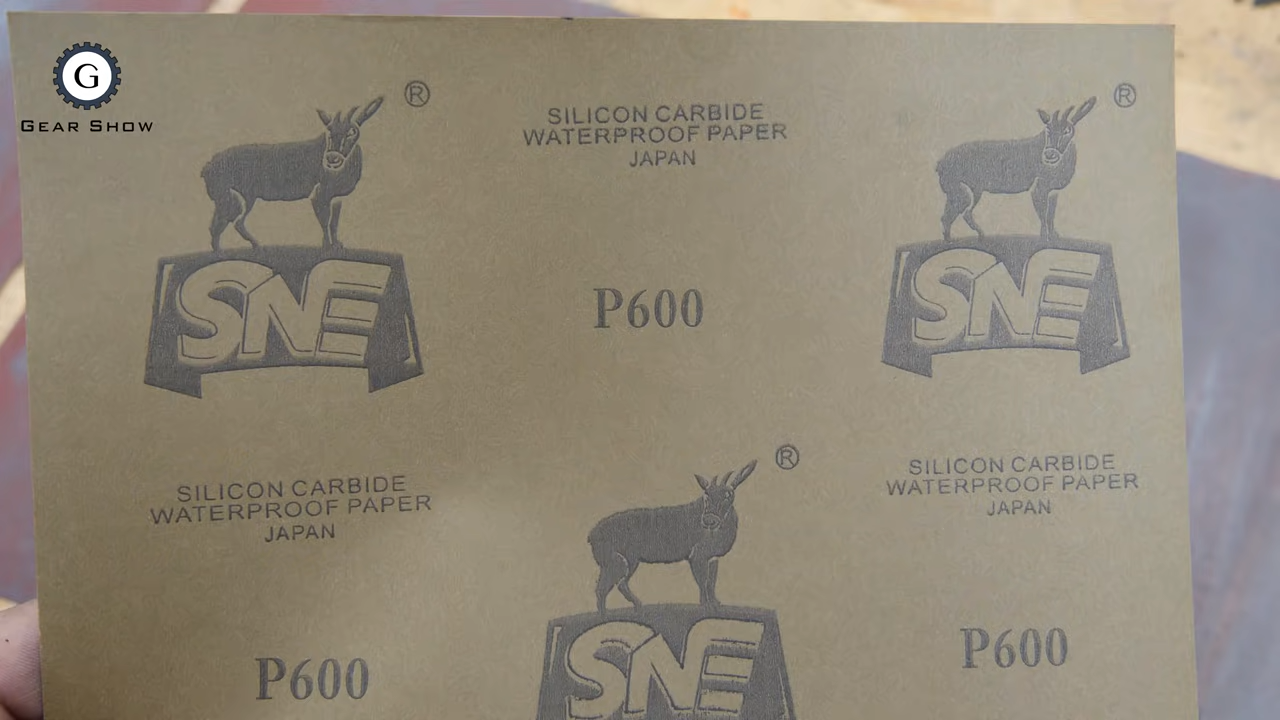 G
GEAR SHOW
®
SILICON CARBIDE
WATERPROOF PAPER
JAPAN
®
SNE
P600
SNE
SILICON CARBIDE
WATERPROOF PAPER
JAPAN
®
SILICON CARBIDE
WATERPROOF PAPER
JAPAN
P600
SNE
P600